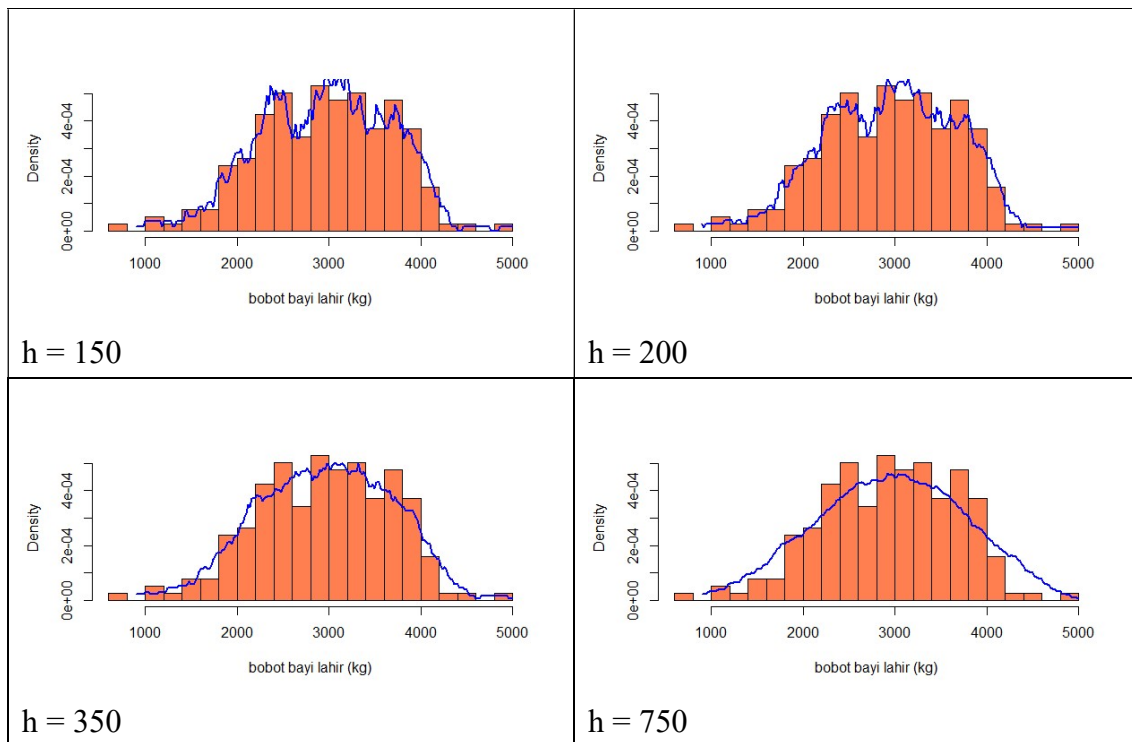 Density
4e-04
2e-04
0e+00
1000 2000 3000 4000 5000
bobot bayi lahir (kg)
h = 150
Density
4e-04
2e-04
0e+00
1000 2000 3000 4000 5000
bobot bayi lahir (kg)
h = 200
Density
4e-04
2e-04
0e+00
1000 2000 3000 4000 5000
bobot bayi lahir (kg)
h = 350
Density
4e-04
2e-04
0e+00
1000 2000 3000 4000 5000
bobot bayi lahir (kg)
h = 750